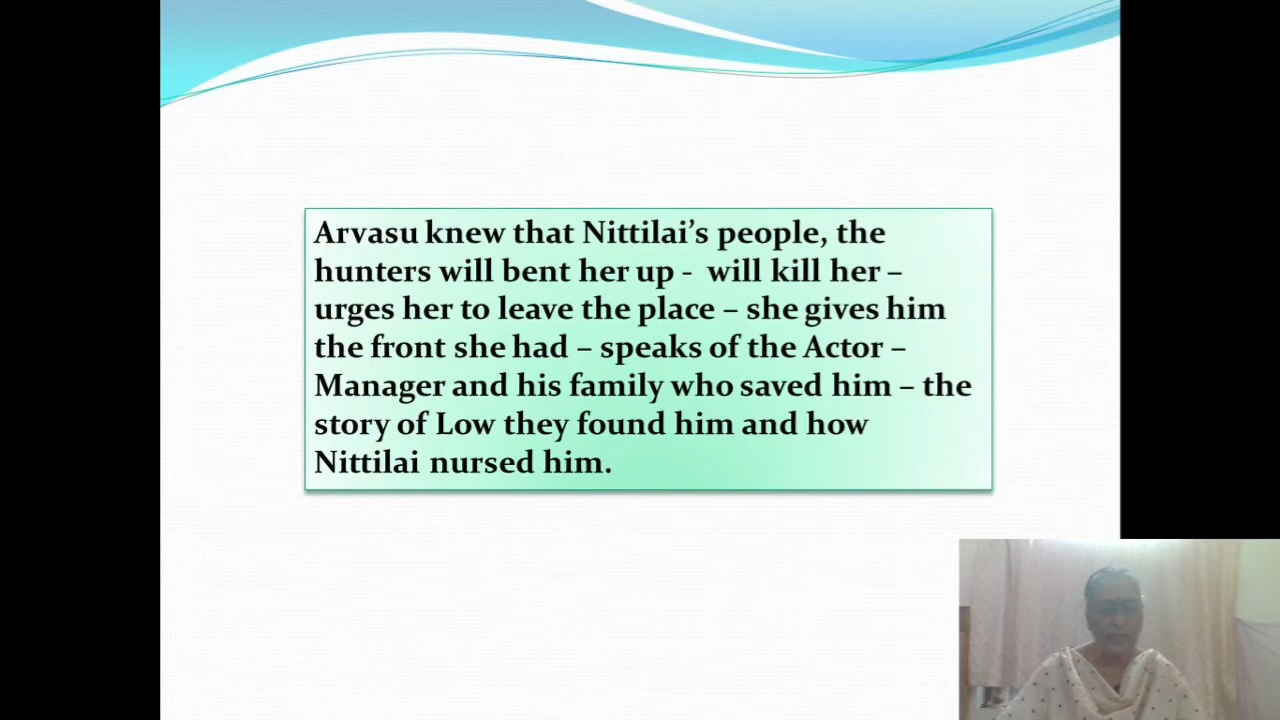 Arvasu knew that Nittilai’s people, the
hunters will bent her up -  will kill her –
urges her to leave the place – she gives him
the front she had – speaks of the Actor –
Manager and his family who saved him – the
story of Low they found him and how
Nittilai nursed him.